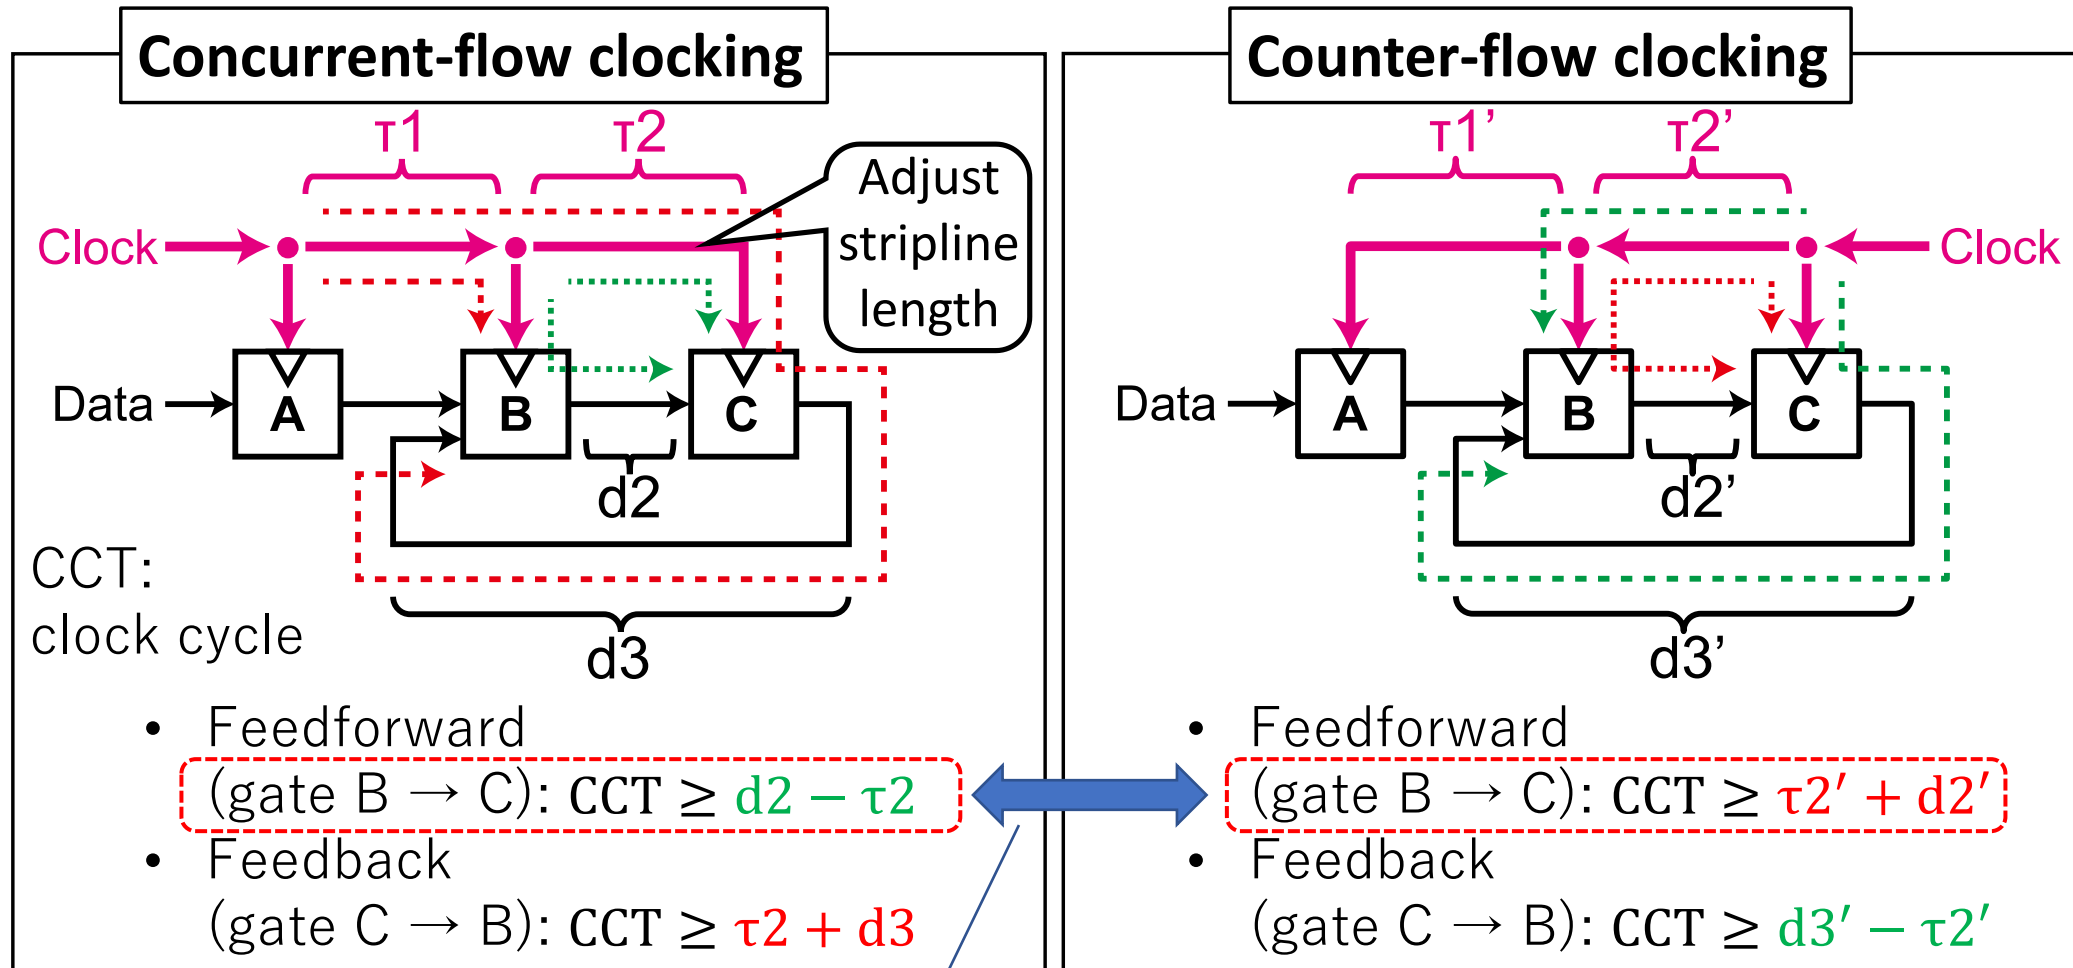 Concurrent-flow clocking
τ1
τ2
Adjust
stripline
length
Clock
Data
A
B
C
d2
d3
CCT:
clock cycle
• Feedforward
(gate B → C): CCT ≥ d2 − τ2
• Feedback
(gate C → B): CCT ≥ τ2 + d3
Counter-flow clocking
τ1’
τ2’
Clock
Data
A
B
C
d2’
d3’
• Feedforward
(gate B → C): CCT ≥ τ2′ + d2′
• Feedback
(gate C → B): CCT ≥ d3′ − τ2′